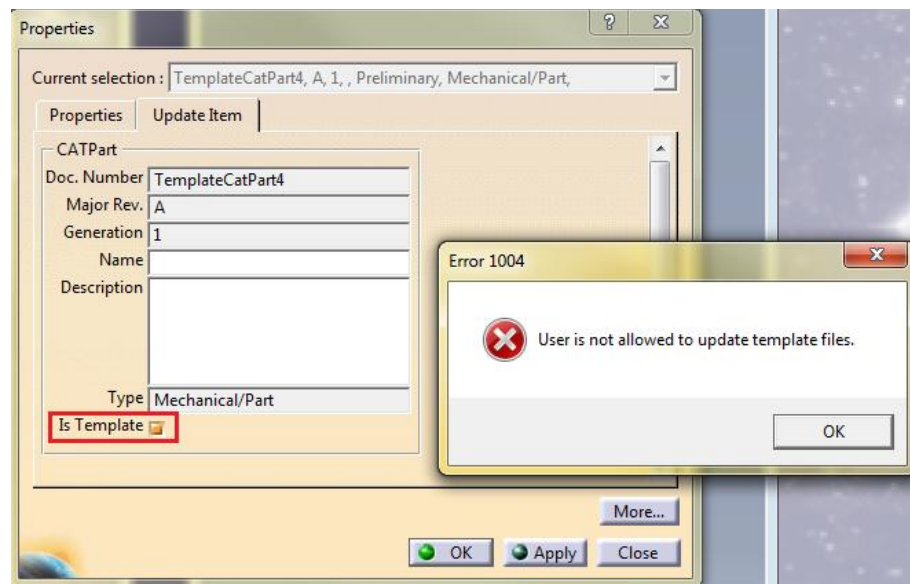 Properties
Current selection : TemplateCatPart4, A, 1, , Preliminary, Mechanical/Part,
Properties Update Item
CATPart
Doc. Number TemplateCatPart4
Major Rev. A
Generation 1
Name
Description
Type Mechanical/Part
Is Template
Error 1004
User is not allowed to update template files.
OK
More...
OK Apply Close